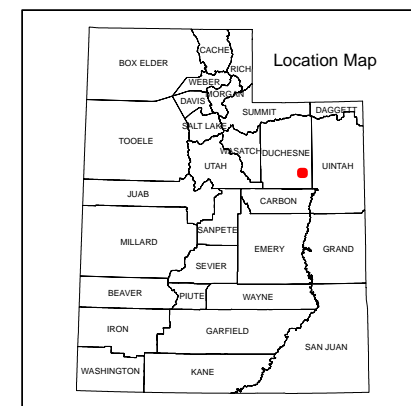 Location Map
CACHE
BOX ELDER
RICH
WEBER
MORGAN
DAVIS
SUMMIT
DAGGETT
SALT LAKE
TOOELE
WASATCH
DUCHESNE
UTAH
UINTAH
JUAB
CARBON
SANPETE
MILLARD
EMERY
GRAND
SEVIER
BEAVER
PIUTE
WAYNE
IRON
GARFIELD
SAN JUAN
WASHINGTON
KANE